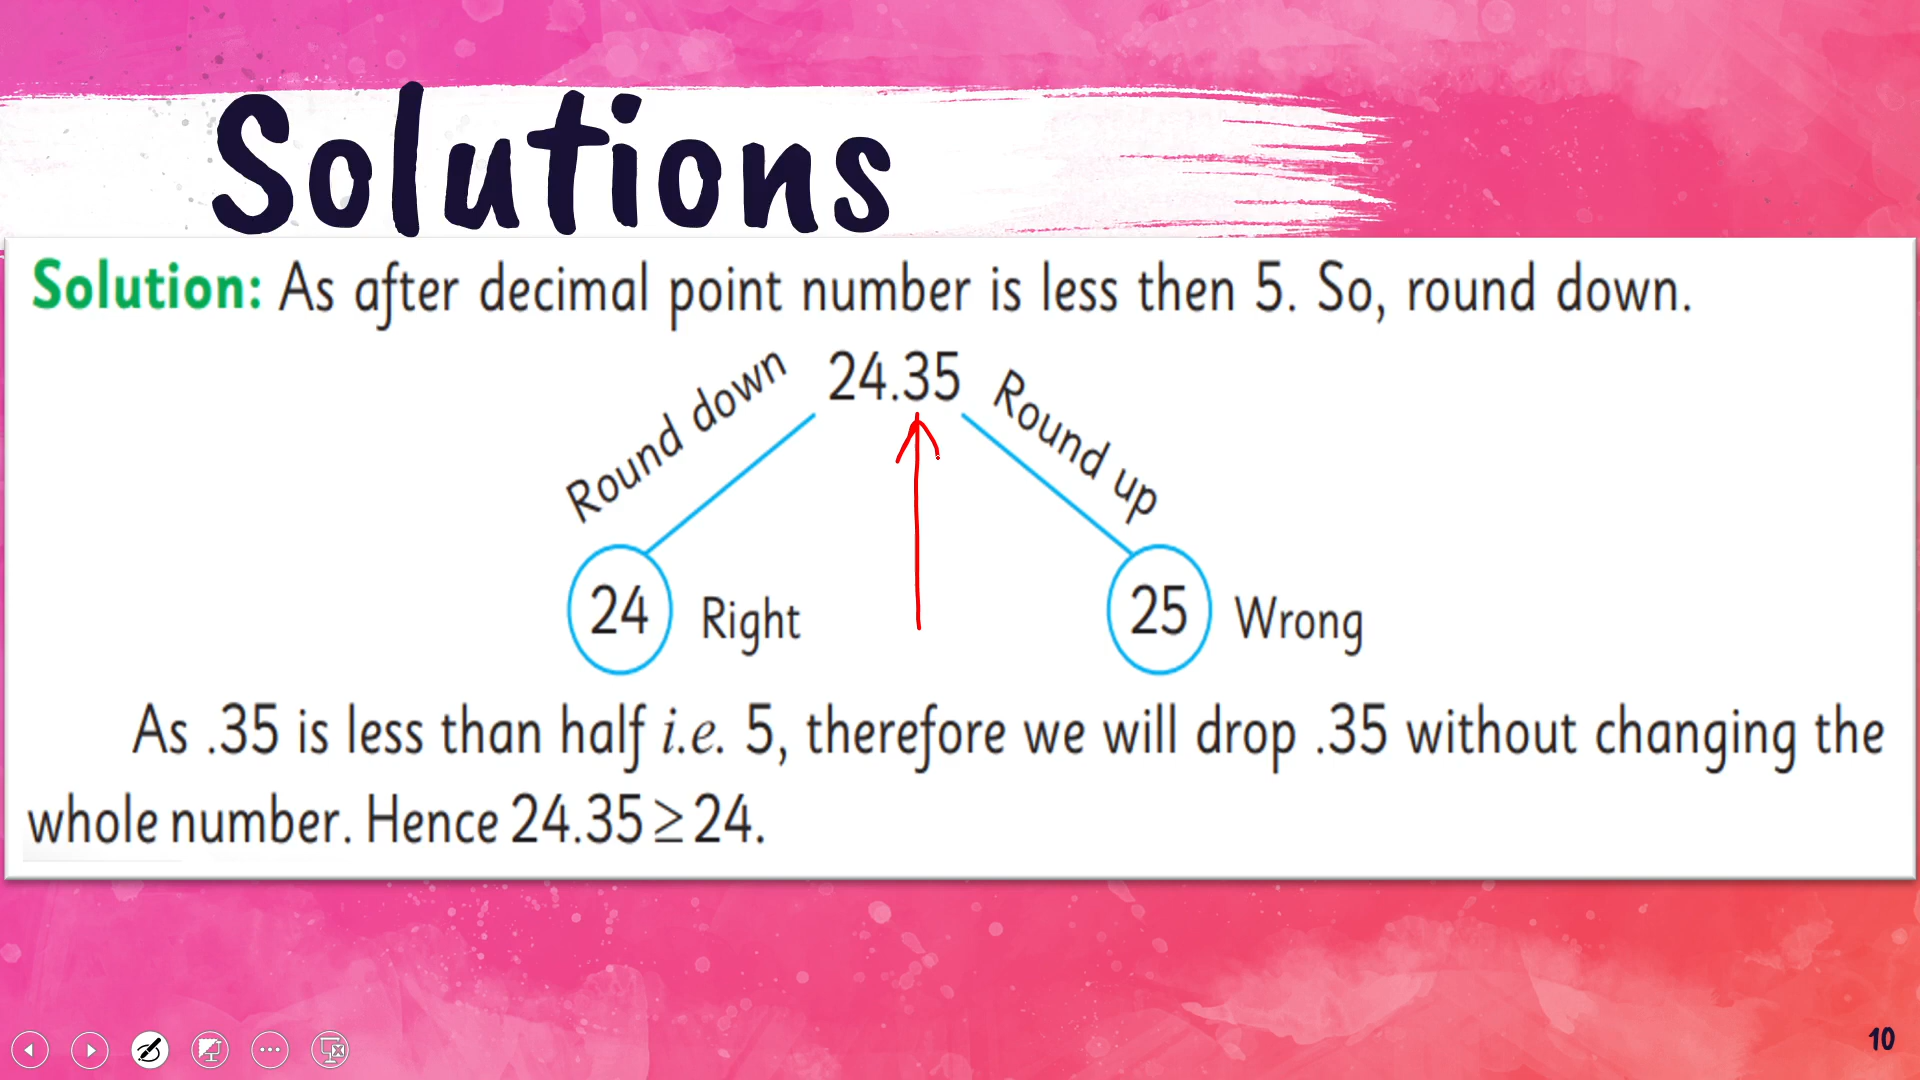 Solutions
Solution: As after decimal point number is less then 5. So, round down.
Round down 24.35 Round up
24 Right 25 Wrong
As .35 is less than half i.e. 5, therefore we will drop .35 without changing the
whole number. Hence 24.35≥24.
10